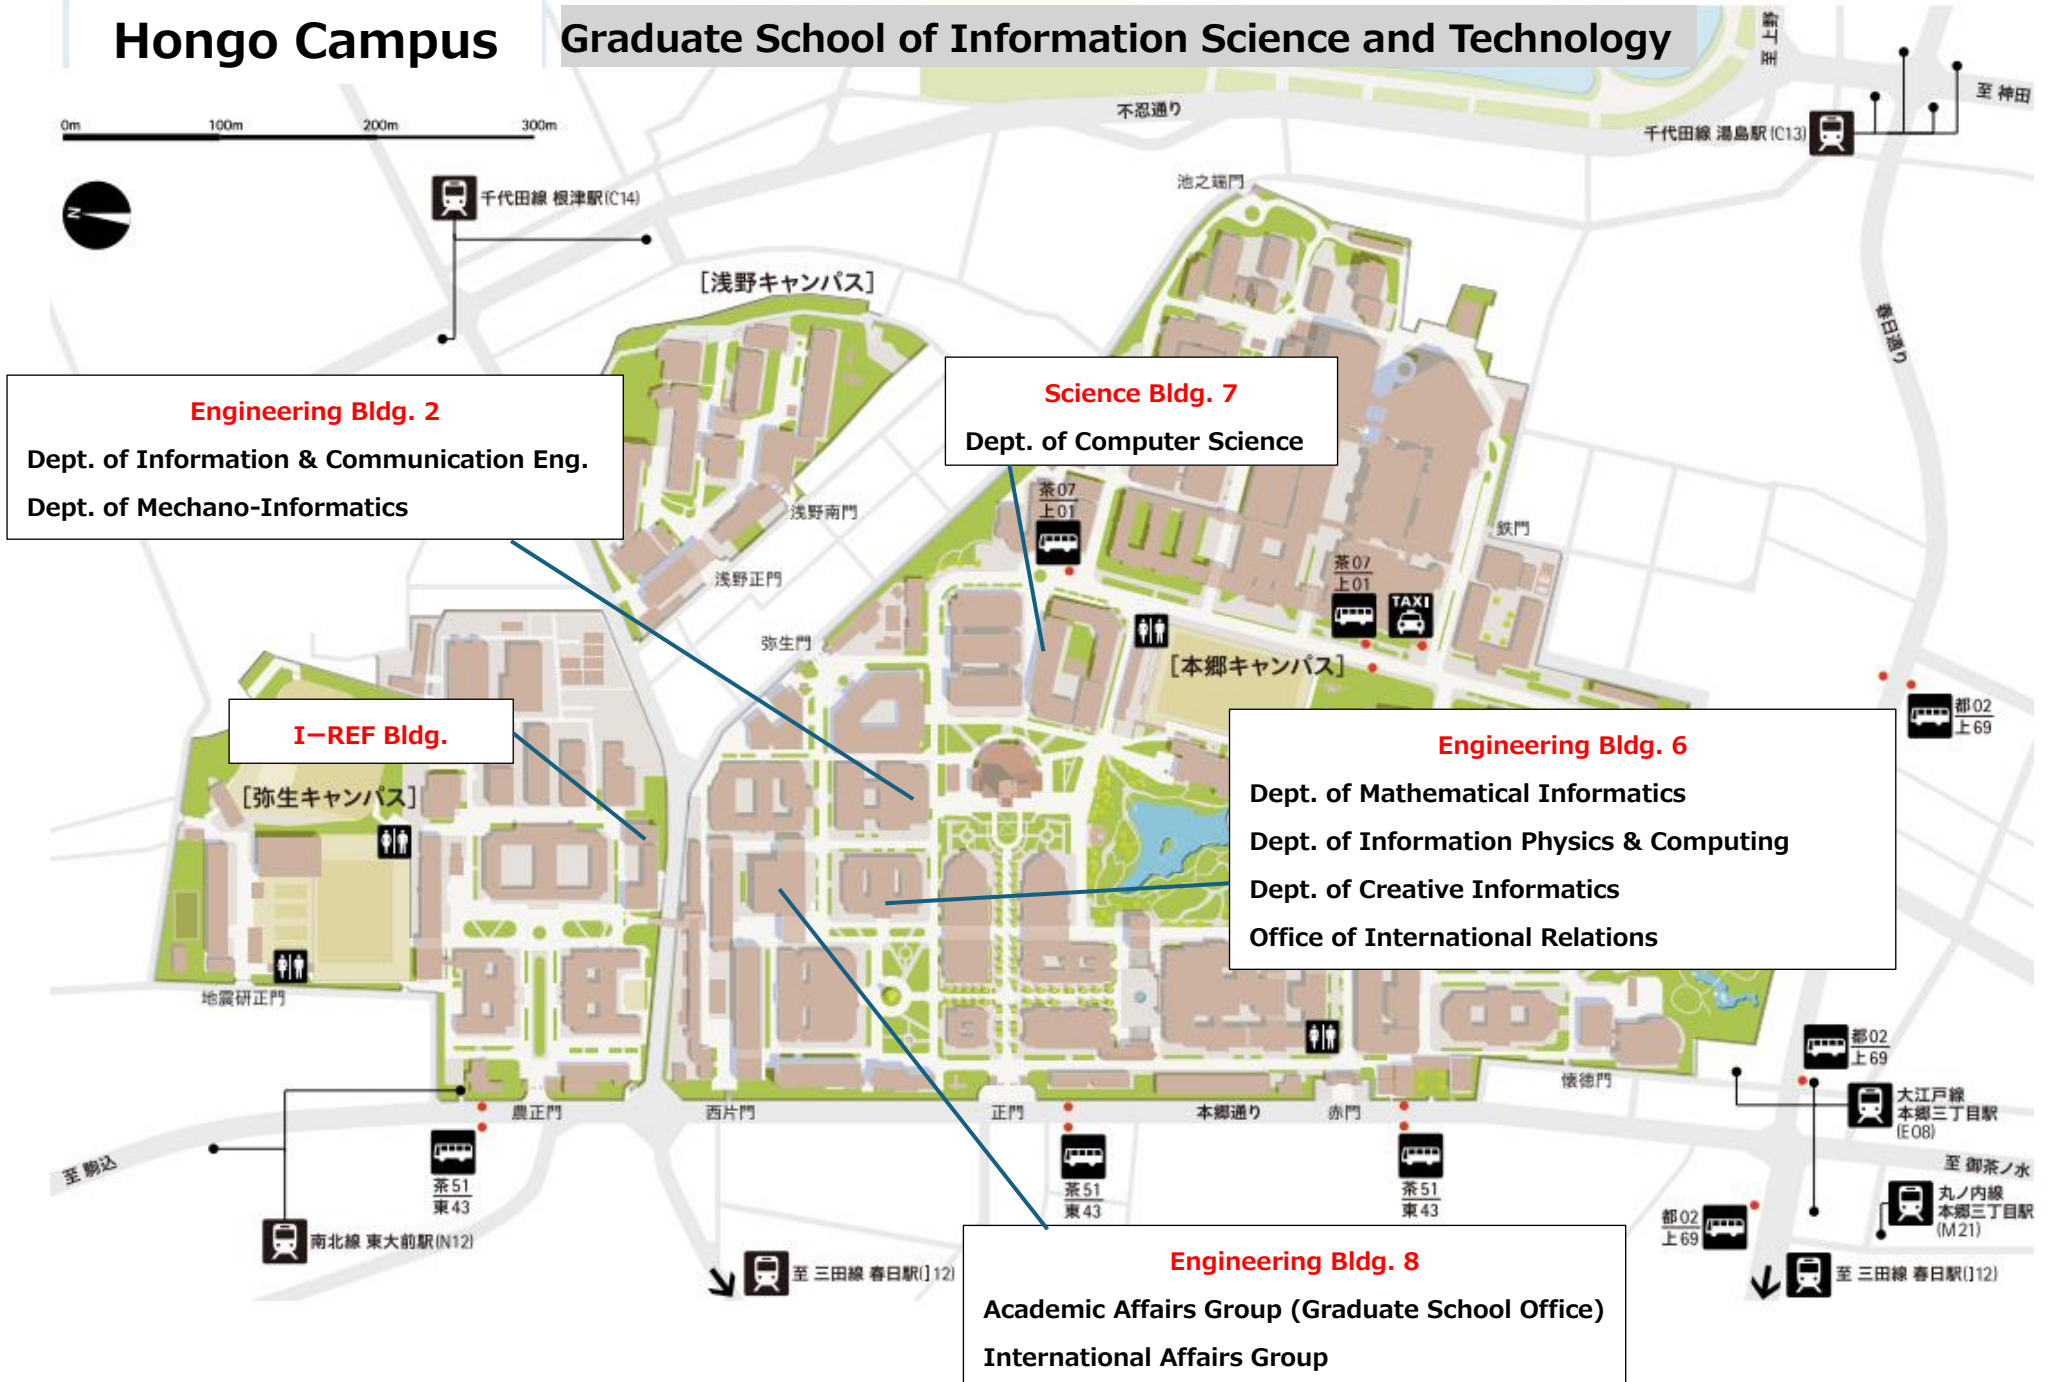 Hongo Campus
Graduate School of Information Science and Technology
0m 100m 200m 300m
N
不忍通り
至 上野
至 神田
千代田線 湯島駅(C13)
千代田線 根津駅(C14)
池之端門
[浅野キャンパス]
春日通り
Engineering Bldg. 2
Dept. of Information & Communication Eng.
Dept. of Mechano-Informatics
Science Bldg. 7
Dept. of Computer Science
茶07
上01
浅野南門
鉄門
浅野正門
茶07
上01
TAXI
弥生門
[本郷キャンパス]
都02
上69
I－REF Bldg.
[弥生キャンパス]
Engineering Bldg. 6
Dept. of Mathematical Informatics
Dept. of Information Physics & Computing
Dept. of Creative Informatics
Office of International Relations
地震研正門
農正門
西片門
正門
本郷通り
赤門
懐徳門
都02
上69
大江戸線
本郷三丁目駅
(E08)
至 駒込
茶51
東43
茶51
東43
茶51
東43
至 御茶ノ水
丸ノ内線
本郷三丁目駅
(M21)
都02
上69
南北線 東大前駅(N12)
至 三田線 春日駅(I12)
至 三田線 春日駅(I12)
Engineering Bldg. 8
Academic Affairs Group (Graduate School Office)
International Affairs Group